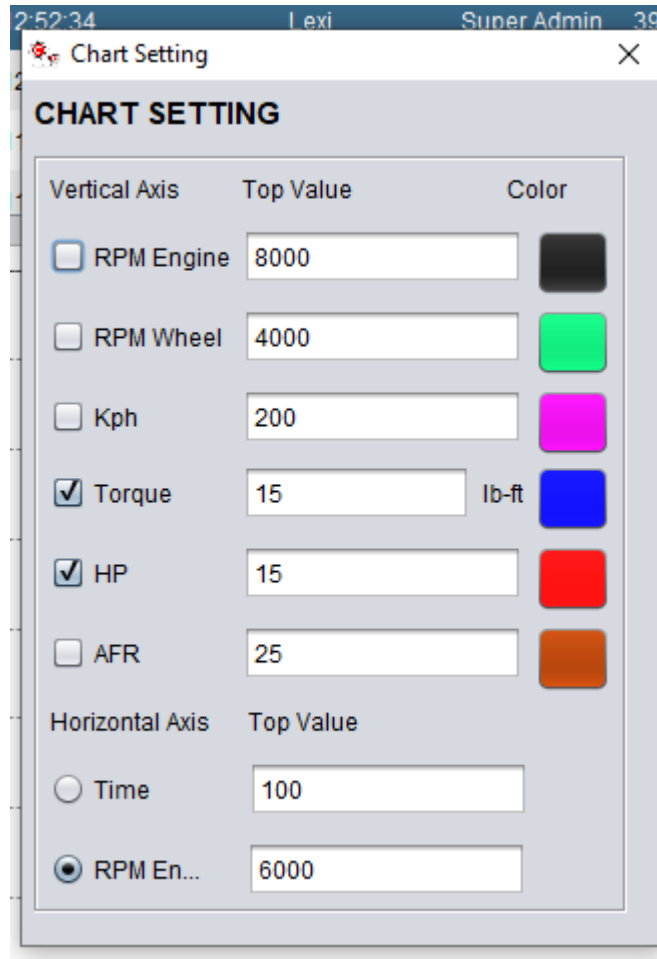 2:52:34 Lexi Super Admin 39
Chart Setting
CHART SETTING
Vertical Axis Top Value Color
RPM Engine 8000
RPM Wheel 4000
Kph 200
Torque 15 lb-ft
HP 15
AFR 25
Horizontal Axis Top Value
Time 100
RPM En... 6000